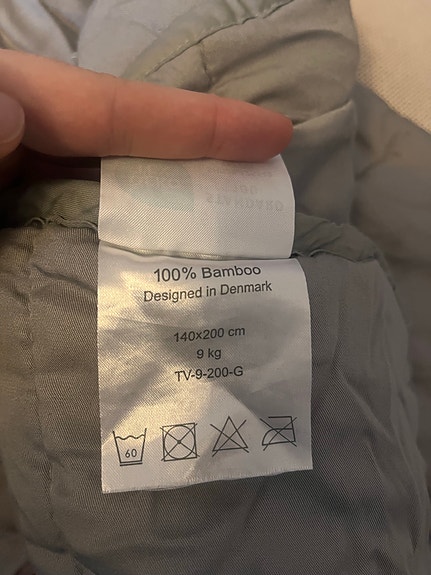 100% Bamboo
Designed in Denmark
140x200 cm
9 kg
TV-9-200-G
60